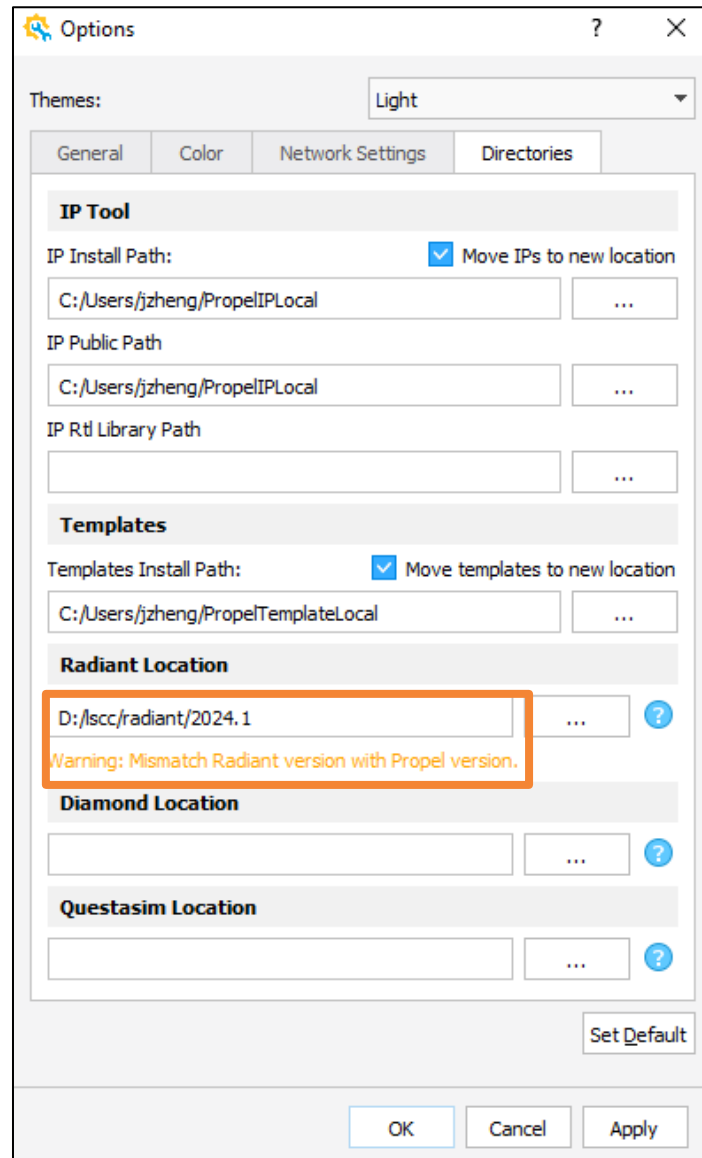 Options ?
Themes: Light
General Color Network Settings Directories
IP Tool
IP Install Path: Move IPs to new location
C:/Users/jzheng/PropelIPLocal ...
IP Public Path
C:/Users/jzheng/PropelIPLocal ...
IP Rtl Library Path
...
Templates
Templates Install Path: Move templates to new location
C:/Users/jzheng/PropelTemplateLocal ...
Radiant Location
D:/lscc/radiant/2024.1 ... ?
Warning: Mismatch Radiant version with Propel version.
Diamond Location
... ?
Questasim Location
... ?
Set Default
OK Cancel Apply